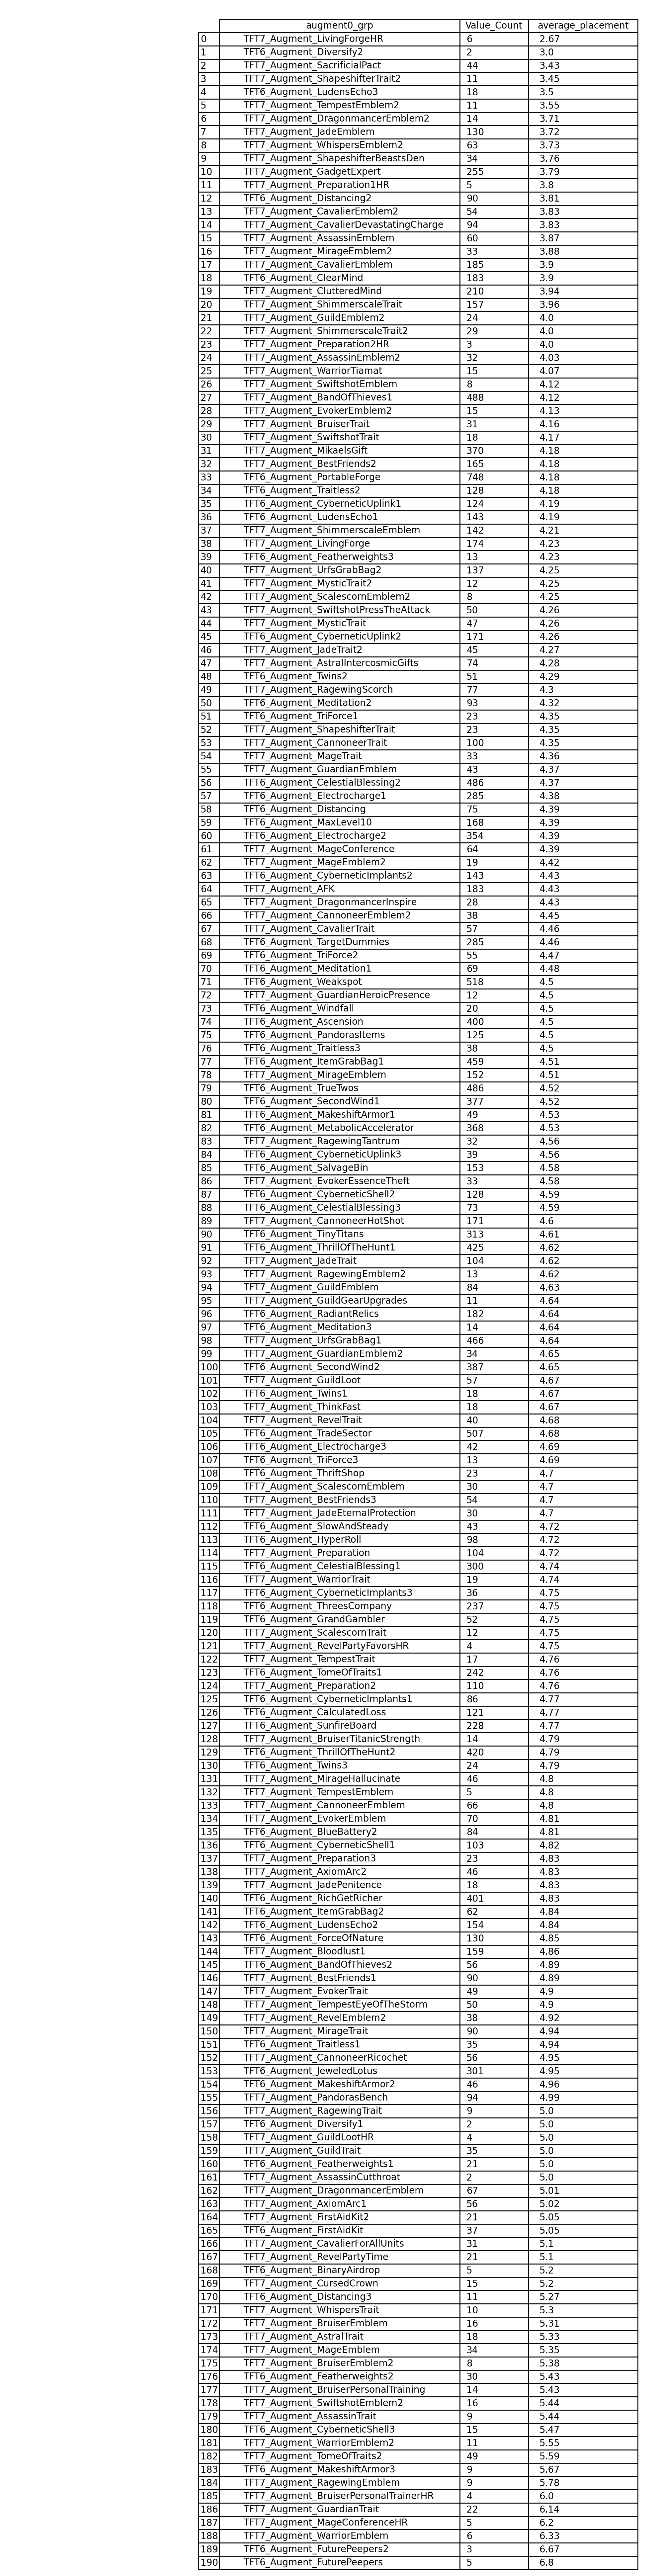 augment0_grp Value_Count average_placement
0 TFT7_Augment_LivingForgeHR 6 2.67
1 TFT6_Augment_Diversify2 2 3.0
2 TFT7_Augment_SacrificialPact 44 3.43
3 TFT7_Augment_ShapeshifterTrait2 11 3.45
4 TFT6_Augment_LudensEcho3 18 3.5
5 TFT7_Augment_TempestEmblem2 11 3.55
6 TFT7_Augment_DragonmancerEmblem2 14 3.71
7 TFT7_Augment_JadeEmblem 130 3.72
8 TFT7_Augment_WhispersEmblem2 63 3.73
9 TFT7_Augment_ShapeshifterBeastsDen 34 3.76
10 TFT7_Augment_GadgetExpert 255 3.79
11 TFT7_Augment_Preparation1HR 5 3.8
12 TFT6_Augment_Distancing2 90 3.81
13 TFT7_Augment_CavalierEmblem2 54 3.83
14 TFT7_Augment_CavalierDevastatingCharge 94 3.83
15 TFT7_Augment_AssassinEmblem 60 3.87
16 TFT7_Augment_MirageEmblem2 33 3.88
17 TFT7_Augment_CavalierEmblem 185 3.9
18 TFT6_Augment_ClearMind 183 3.9
19 TFT7_Augment_ClutteredMind 210 3.94
20 TFT7_Augment_ShimmerscaleTrait 157 3.96
21 TFT7_Augment_GuildEmblem2 24 4.0
22 TFT7_Augment_ShimmerscaleTrait2 29 4.0
23 TFT7_Augment_Preparation2HR 3 4.0
24 TFT7_Augment_AssassinEmblem2 32 4.03
25 TFT7_Augment_WarriorTiamat 15 4.07
26 TFT7_Augment_SwiftshotEmblem 8 4.12
27 TFT7_Augment_BandOfThieves1 488 4.12
28 TFT7_Augment_EvokerEmblem2 15 4.13
29 TFT7_Augment_BruiserTrait 31 4.16
30 TFT7_Augment_SwiftshotTrait 18 4.17
31 TFT7_Augment_MikaelsGift 370 4.18
32 TFT7_Augment_BestFriends2 165 4.18
33 TFT6_Augment_PortableForge 748 4.18
34 TFT6_Augment_Traitless2 128 4.18
35 TFT6_Augment_CyberneticUplink1 124 4.19
36 TFT6_Augment_LudensEcho1 143 4.19
37 TFT7_Augment_ShimmerscaleEmblem 142 4.21
38 TFT7_Augment_LivingForge 174 4.23
39 TFT6_Augment_Featherweights3 13 4.23
40 TFT7_Augment_UrfsGrabBag2 137 4.25
41 TFT7_Augment_MysticTrait2 12 4.25
42 TFT7_Augment_ScalescornEmblem2 8 4.25
43 TFT7_Augment_SwiftshotPressTheAttack 50 4.26
44 TFT7_Augment_MysticTrait 47 4.26
45 TFT6_Augment_CyberneticUplink2 171 4.26
46 TFT7_Augment_JadeTrait2 45 4.27
47 TFT7_Augment_AstralIntercosmicGifts 74 4.28
48 TFT6_Augment_Twins2 51 4.29
49 TFT7_Augment_RagewingScorch 77 4.3
50 TFT6_Augment_Meditation2 93 4.32
51 TFT6_Augment_TriForce1 23 4.35
52 TFT7_Augment_ShapeshifterTrait 23 4.35
53 TFT7_Augment_CannoneerTrait 100 4.35
54 TFT7_Augment_MageTrait 33 4.36
55 TFT7_Augment_GuardianEmblem 43 4.37
56 TFT6_Augment_CelestialBlessing2 486 4.37
57 TFT6_Augment_Electrocharge1 285 4.38
58 TFT6_Augment_Distancing 75 4.39
59 TFT6_Augment_MaxLevel10 168 4.39
60 TFT6_Augment_Electrocharge2 354 4.39
61 TFT7_Augment_MageConference 64 4.39
62 TFT7_Augment_MageEmblem2 19 4.42
63 TFT6_Augment_CyberneticImplants2 143 4.43
64 TFT7_Augment_AFK 183 4.43
65 TFT7_Augment_DragonmancerInspire 28 4.43
66 TFT7_Augment_CannoneerEmblem2 38 4.45
67 TFT7_Augment_CavalierTrait 57 4.46
68 TFT6_Augment_TargetDummies 285 4.46
69 TFT6_Augment_TriForce2 55 4.47
70 TFT6_Augment_Meditation1 69 4.48
71 TFT6_Augment_Weakspot 518 4.5
72 TFT7_Augment_GuardianHeroicPresence 12 4.5
73 TFT6_Augment_Windfall 20 4.5
74 TFT6_Augment_Ascension 400 4.5
75 TFT6_Augment_PandorasItems 125 4.5
76 TFT6_Augment_Traitless3 38 4.5
77 TFT6_Augment_ItemGrabBag1 459 4.51
78 TFT7_Augment_MirageEmblem 152 4.51
79 TFT6_Augment_TrueTwos 486 4.52
80 TFT6_Augment_SecondWind1 377 4.52
81 TFT6_Augment_MakeshiftArmor1 49 4.53
82 TFT6_Augment_MetabolicAccelerator 368 4.53
83 TFT7_Augment_RagewingTantrum 32 4.56
84 TFT6_Augment_CyberneticUplink3 39 4.56
85 TFT6_Augment_SalvageBin 153 4.58
86 TFT7_Augment_EvokerEssenceTheft 33 4.58
87 TFT6_Augment_CyberneticShell2 128 4.59
88 TFT6_Augment_CelestialBlessing3 73 4.59
89 TFT7_Augment_CannoneerHotShot 171 4.6
90 TFT6_Augment_TinyTitans 313 4.61
91 TFT6_Augment_ThrillOfTheHunt1 425 4.62
92 TFT7_Augment_JadeTrait 104 4.62
93 TFT7_Augment_RagewingEmblem2 13 4.62
94 TFT7_Augment_GuildEmblem 84 4.63
95 TFT7_Augment_GuildGearUpgrades 11 4.64
96 TFT6_Augment_RadiantRelics 182 4.64
97 TFT6_Augment_Meditation3 14 4.64
98 TFT7_Augment_UrfsGrabBag1 466 4.64
99 TFT7_Augment_GuardianEmblem2 34 4.65
100 TFT6_Augment_SecondWind2 387 4.65
101 TFT7_Augment_GuildLoot 57 4.67
102 TFT6_Augment_Twins1 18 4.67
103 TFT7_Augment_ThinkFast 18 4.67
104 TFT7_Augment_RevelTrait 40 4.68
105 TFT6_Augment_TradeSector 507 4.68
106 TFT6_Augment_Electrocharge3 42 4.69
107 TFT6_Augment_TriForce3 13 4.69
108 TFT6_Augment_ThriftShop 23 4.7
109 TFT7_Augment_ScalescornEmblem 30 4.7
110 TFT7_Augment_BestFriends3 54 4.7
111 TFT7_Augment_JadeEternalProtection 30 4.7
112 TFT6_Augment_SlowAndSteady 43 4.72
113 TFT6_Augment_HyperRoll 98 4.72
114 TFT7_Augment_Preparation 104 4.72
115 TFT6_Augment_CelestialBlessing1 300 4.74
116 TFT7_Augment_WarriorTrait 19 4.74
117 TFT6_Augment_CyberneticImplants3 36 4.75
118 TFT6_Augment_ThreesCompany 237 4.75
119 TFT6_Augment_GrandGambler 52 4.75
120 TFT7_Augment_ScalescornTrait 12 4.75
121 TFT7_Augment_RevelPartyFavorsHR 4 4.75
122 TFT7_Augment_TempestTrait 17 4.76
123 TFT6_Augment_TomeOfTraits1 242 4.76
124 TFT7_Augment_Preparation2 110 4.76
125 TFT6_Augment_CyberneticImplants1 86 4.77
126 TFT6_Augment_CalculatedLoss 121 4.77
127 TFT6_Augment_SunfireBoard 228 4.77
128 TFT7_Augment_BruiserTitanicStrength 14 4.79
129 TFT6_Augment_ThrillOfTheHunt2 420 4.79
130 TFT6_Augment_Twins3 24 4.79
131 TFT7_Augment_MirageHallucinate 46 4.8
132 TFT7_Augment_TempestEmblem 5 4.8
133 TFT7_Augment_CannoneerEmblem 66 4.8
134 TFT7_Augment_EvokerEmblem 70 4.81
135 TFT6_Augment_BlueBattery2 84 4.81
136 TFT6_Augment_CyberneticShell1 103 4.82
137 TFT7_Augment_Preparation3 23 4.83
138 TFT7_Augment_AxiomArc2 46 4.83
139 TFT7_Augment_JadePenitence 18 4.83
140 TFT6_Augment_RichGetRicher 401 4.83
141 TFT6_Augment_ItemGrabBag2 62 4.84
142 TFT6_Augment_LudensEcho2 154 4.84
143 TFT6_Augment_ForceOfNature 130 4.85
144 TFT7_Augment_Bloodlust1 159 4.86
145 TFT6_Augment_BandOfThieves2 56 4.89
146 TFT7_Augment_BestFriends1 90 4.89
147 TFT7_Augment_EvokerTrait 49 4.9
148 TFT7_Augment_TempestEyeOfTheStorm 50 4.9
149 TFT7_Augment_RevelEmblem2 38 4.92
150 TFT7_Augment_MirageTrait 90 4.94
151 TFT6_Augment_Traitless1 35 4.94
152 TFT7_Augment_CannoneerRicochet 56 4.95
153 TFT6_Augment_JeweledLotus 301 4.95
154 TFT6_Augment_MakeshiftArmor2 46 4.96
155 TFT7_Augment_PandorasBench 94 4.99
156 TFT7_Augment_RagewingTrait 9 5.0
157 TFT6_Augment_Diversify1 2 5.0
158 TFT7_Augment_GuildLootHR 4 5.0
159 TFT7_Augment_GuildTrait 35 5.0
160 TFT6_Augment_Featherweights1 21 5.0
161 TFT7_Augment_AssassinCutthroat 2 5.0
162 TFT7_Augment_DragonmancerEmblem 67 5.01
163 TFT7_Augment_AxiomArc1 56 5.02
164 TFT7_Augment_FirstAidKit2 21 5.05
165 TFT6_Augment_FirstAidKit 37 5.05
166 TFT7_Augment_CavalierForAllUnits 31 5.1
167 TFT7_Augment_RevelPartyTime 21 5.1
168 TFT6_Augment_BinaryAirdrop 5 5.2
169 TFT7_Augment_CursedCrown 15 5.2
170 TFT6_Augment_Distancing3 11 5.27
171 TFT7_Augment_WhispersTrait 10 5.3
172 TFT7_Augment_BruiserEmblem 16 5.31
173 TFT7_Augment_AstralTrait 18 5.33
174 TFT7_Augment_MageEmblem 34 5.35
175 TFT7_Augment_BruiserEmblem2 8 5.38
176 TFT6_Augment_Featherweights2 30 5.43
177 TFT7_Augment_BruiserPersonalTraining 14 5.43
178 TFT7_Augment_SwiftshotEmblem2 16 5.44
179 TFT7_Augment_AssassinTrait 9 5.44
180 TFT6_Augment_CyberneticShell3 15 5.47
181 TFT7_Augment_WarriorEmblem2 11 5.55
182 TFT7_Augment_TomeOfTraits2 49 5.59
183 TFT6_Augment_MakeshiftArmor3 9 5.67
184 TFT7_Augment_RagewingEmblem 9 5.78
185 TFT7_Augment_BruiserPersonalTrainerHR 4 6.0
186 TFT7_Augment_GuardianTrait 22 6.14
187 TFT7_Augment_MageConferenceHR 5 6.2
188 TFT7_Augment_WarriorEmblem 6 6.33
189 TFT6_Augment_FuturePeepers2 3 6.67
190 TFT6_Augment_FuturePeepers 5 6.8